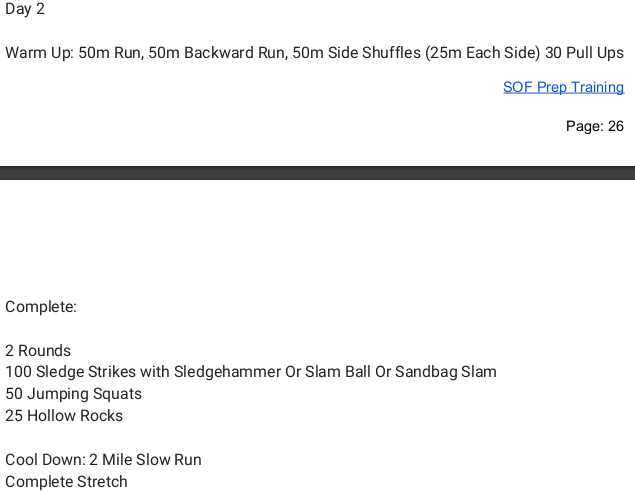 Day 2
Warm Up: 50m Run, 50m Backward Run, 50m Side Shuffles (25m Each Side) 30 Pull Ups
SOF Prep Training
Page: 26
Complete:
2 Rounds
100 Sledge Strikes with Sledgehammer Or Slam Ball Or Sandbag Slam
50 Jumping Squats
25 Hollow Rocks
Cool Down: 2 Mile Slow Run
Complete Stretch